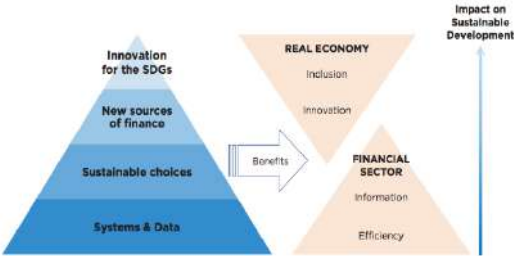 Impact on
Sustainable
Development
Innovation
for the SDGs
New sources
of finance
Sustainable choices
Systems & Data
Benefits
REAL ECONOMY
Inclusion
Innovation
FINANCIAL
SECTOR
Information
Efficiency